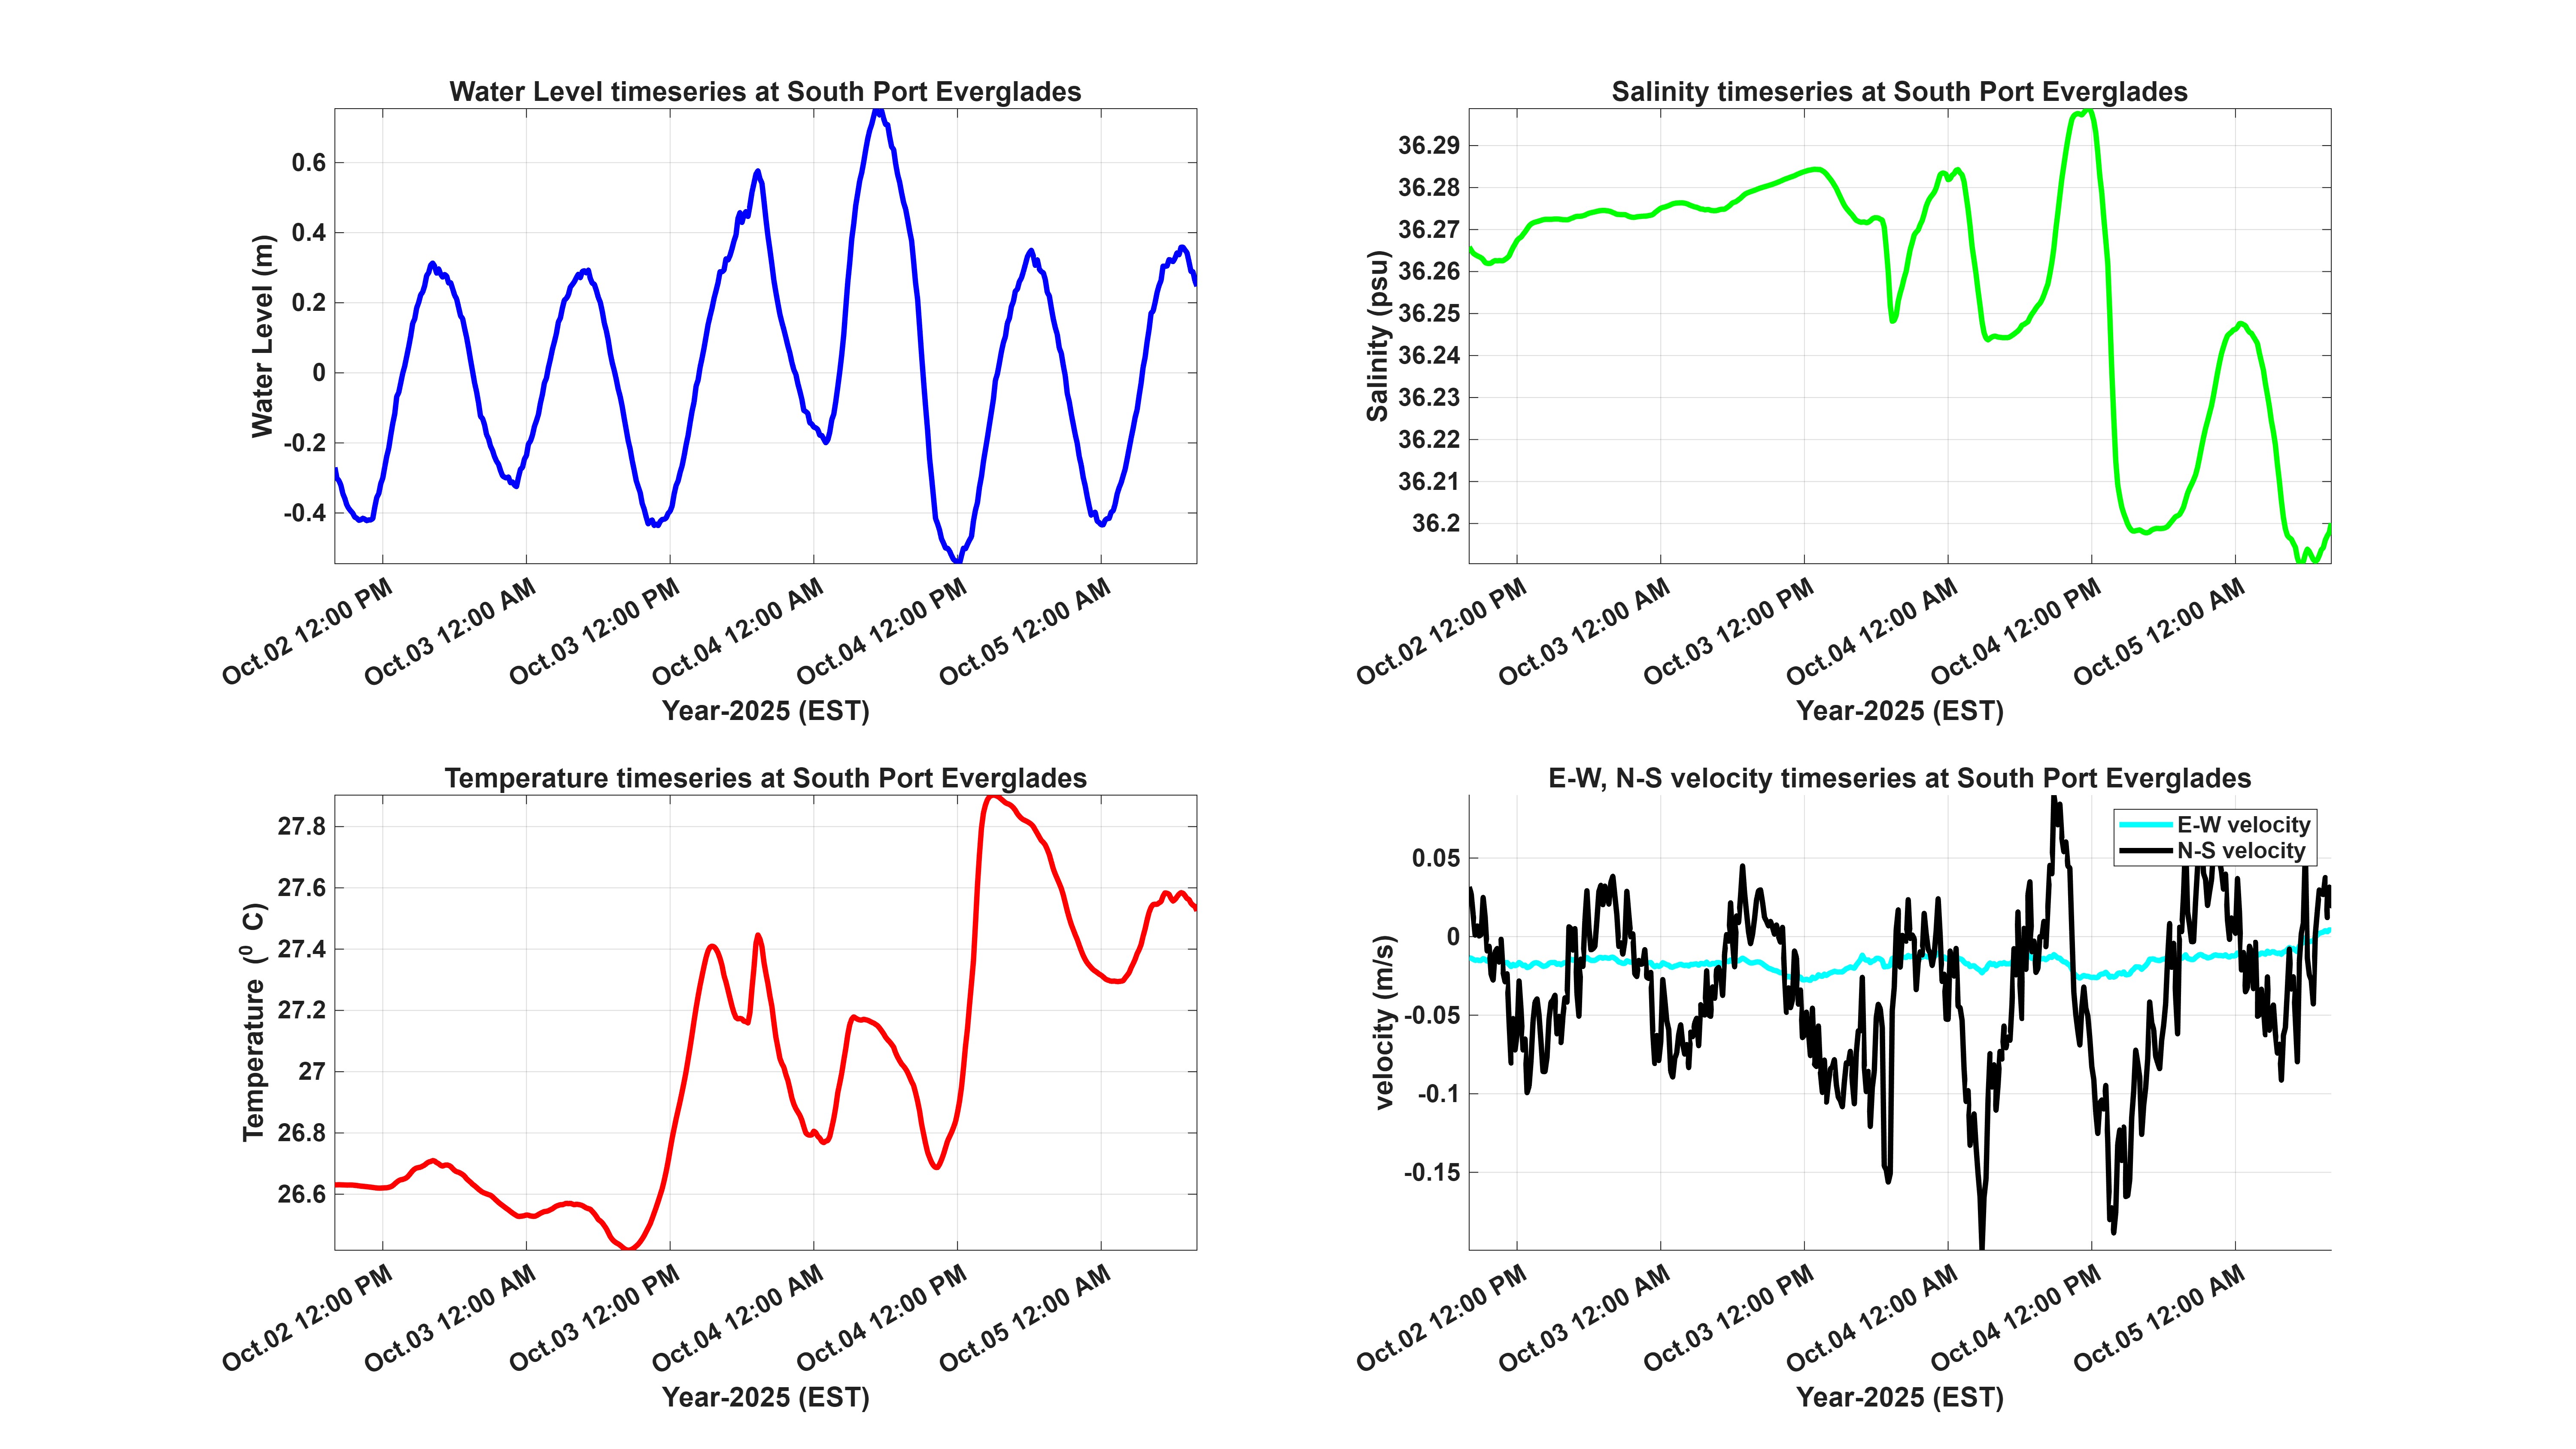 Water Level timeseries at South Port Everglades
Water Level (m)
0.6
0.4
0.2
0
-0.2
-0.4
Oct.02 12:00 PM
Oct.03 12:00 AM
Oct.03 12:00 PM
Oct.04 12:00 AM
Oct.04 12:00 PM
Oct.05 12:00 AM
Year-2025 (EST)
Salinity timeseries at South Port Everglades
Salinity (psu)
36.29
36.28
36.27
36.26
36.25
36.24
36.23
36.22
36.21
36.2
Oct.02 12:00 PM
Oct.03 12:00 AM
Oct.03 12:00 PM
Oct.04 12:00 AM
Oct.04 12:00 PM
Oct.05 12:00 AM
Year-2025 (EST)
Temperature timeseries at South Port Everglades
Temperature (⁰ C)
27.8
27.6
27.4
27.2
27
26.8
26.6
Oct.02 12:00 PM
Oct.03 12:00 AM
Oct.03 12:00 PM
Oct.04 12:00 AM
Oct.04 12:00 PM
Oct.05 12:00 AM
Year-2025 (EST)
E-W, N-S velocity timeseries at South Port Everglades
velocity (m/s)
E-W velocity
N-S velocity
0.05
0
-0.05
-0.1
-0.15
Oct.02 12:00 PM
Oct.03 12:00 AM
Oct.03 12:00 PM
Oct.04 12:00 AM
Oct.04 12:00 PM
Oct.05 12:00 AM
Year-2025 (EST)